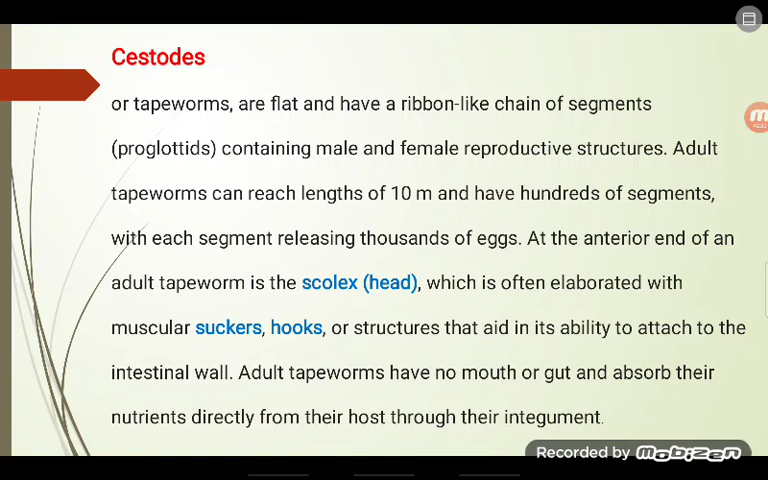 Cestodes
or tapeworms, are flat and have a ribbon-like chain of segments
(proglottids) containing male and female reproductive structures. Adult
tapeworms can reach lengths of 10 m and have hundreds of segments,
with each segment releasing thousands of eggs. At the anterior end of an
adult tapeworm is the scolex (head), which is often elaborated with
muscular suckers, hooks, or structures that aid in its ability to attach to the
intestinal wall. Adult tapeworms have no mouth or gut and absorb their
nutrients directly from their host through their integument.
Recorded by mobizen